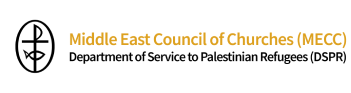 Middle East Council of Churches (MECC)
Department of Service to Palestinian Refugees (DSPR)